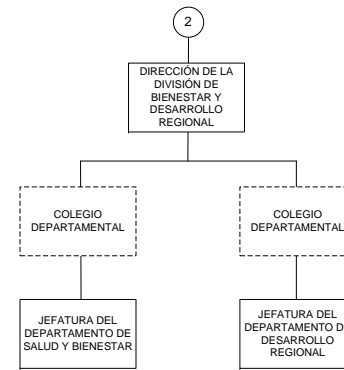 2
DIRECCIÓN DE LA
DIVISIÓN DE
BIENESTAR Y
DESARROLLO
REGIONAL
COLEGIO
DEPARTAMENTAL
COLEGIO
DEPARTAMENTAL
JEFATURA DEL
DEPARTAMENTO DE
SALUD Y BIENESTAR
JEFATURA DEL
DEPARTAMENTO D
DESARROLLO
REGIONAL